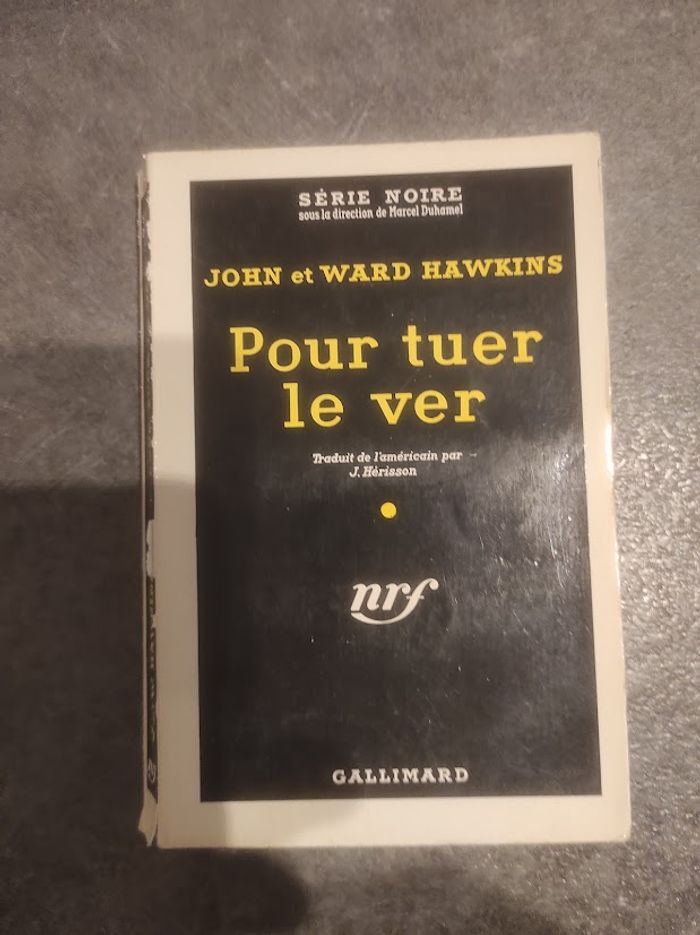 SÉRIE NOIRE
sous la direction de Marcel Duhamel
JOHN et WARD HAWKINS
Pour tuer
le ver
Traduit de l'américain par
J. Hérisson
nrf
GALLIMARD